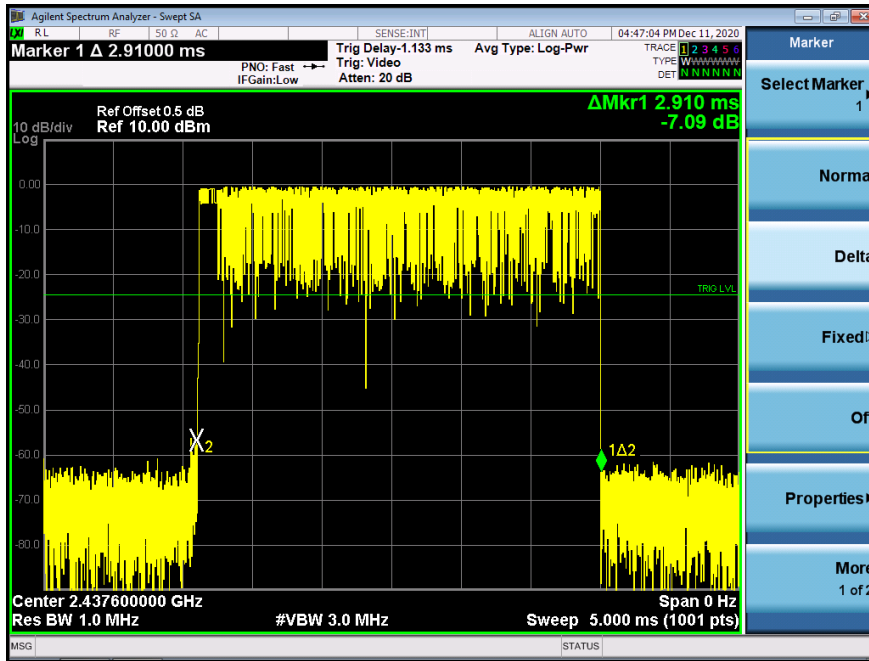 Agilent Spectrum Analyzer - Swept SA
LXI RL RF 50 Ω AC SENSE:INT ALIGN AUTO 04:47:04 PM Dec 11, 2020
Marker 1 Δ 2.91000 ms
PNO: Fast
IFGain:Low
Trig Delay-1.133 ms
Trig: Video
Atten: 20 dB
Avg Type: Log-Pwr
TRACE 1 2 3 4 5 6
TYPE WWWWWW
DET N N N N N N
ΔMkr1 2.910 ms
-7.09 dB
Ref Offset 0.5 dB
10 dB/div Ref 10.00 dBm
Log
0.00
-10.0
-20.0
TRIG LVL
-30.0
-40.0
-50.0
2
1Δ2
-60.0
-70.0
-80.0
Center 2.437600000 GHz Span 0 Hz
Res BW 1.0 MHz #VBW 3.0 MHz Sweep 5.000 ms (1001 pts)
MSG STATUS
Marker
Select Marker
1
Norma
Delta
Fixed
Of
Properties
More
1 of 2